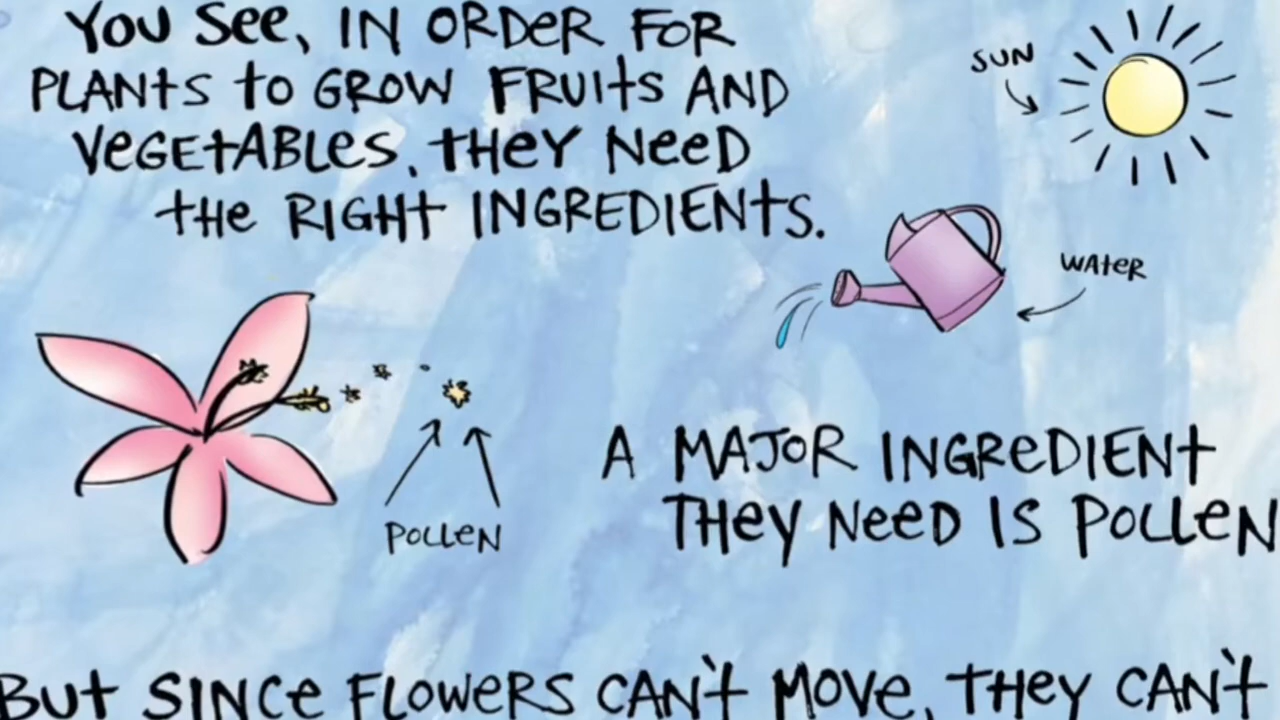 You See, IN ORDeR FOR
PLANtS to GROW FRUItS AND
VeGEtABLeS, tHeY NeeD
tHe RIGHt INGREDIENtS.
SUN
WAteR
POLLeN
A MAJOR INGReDIENt
THey NeeD IS POLLeN
But SINCe FLOWERS CAN't MOVe, tHEy CAN't